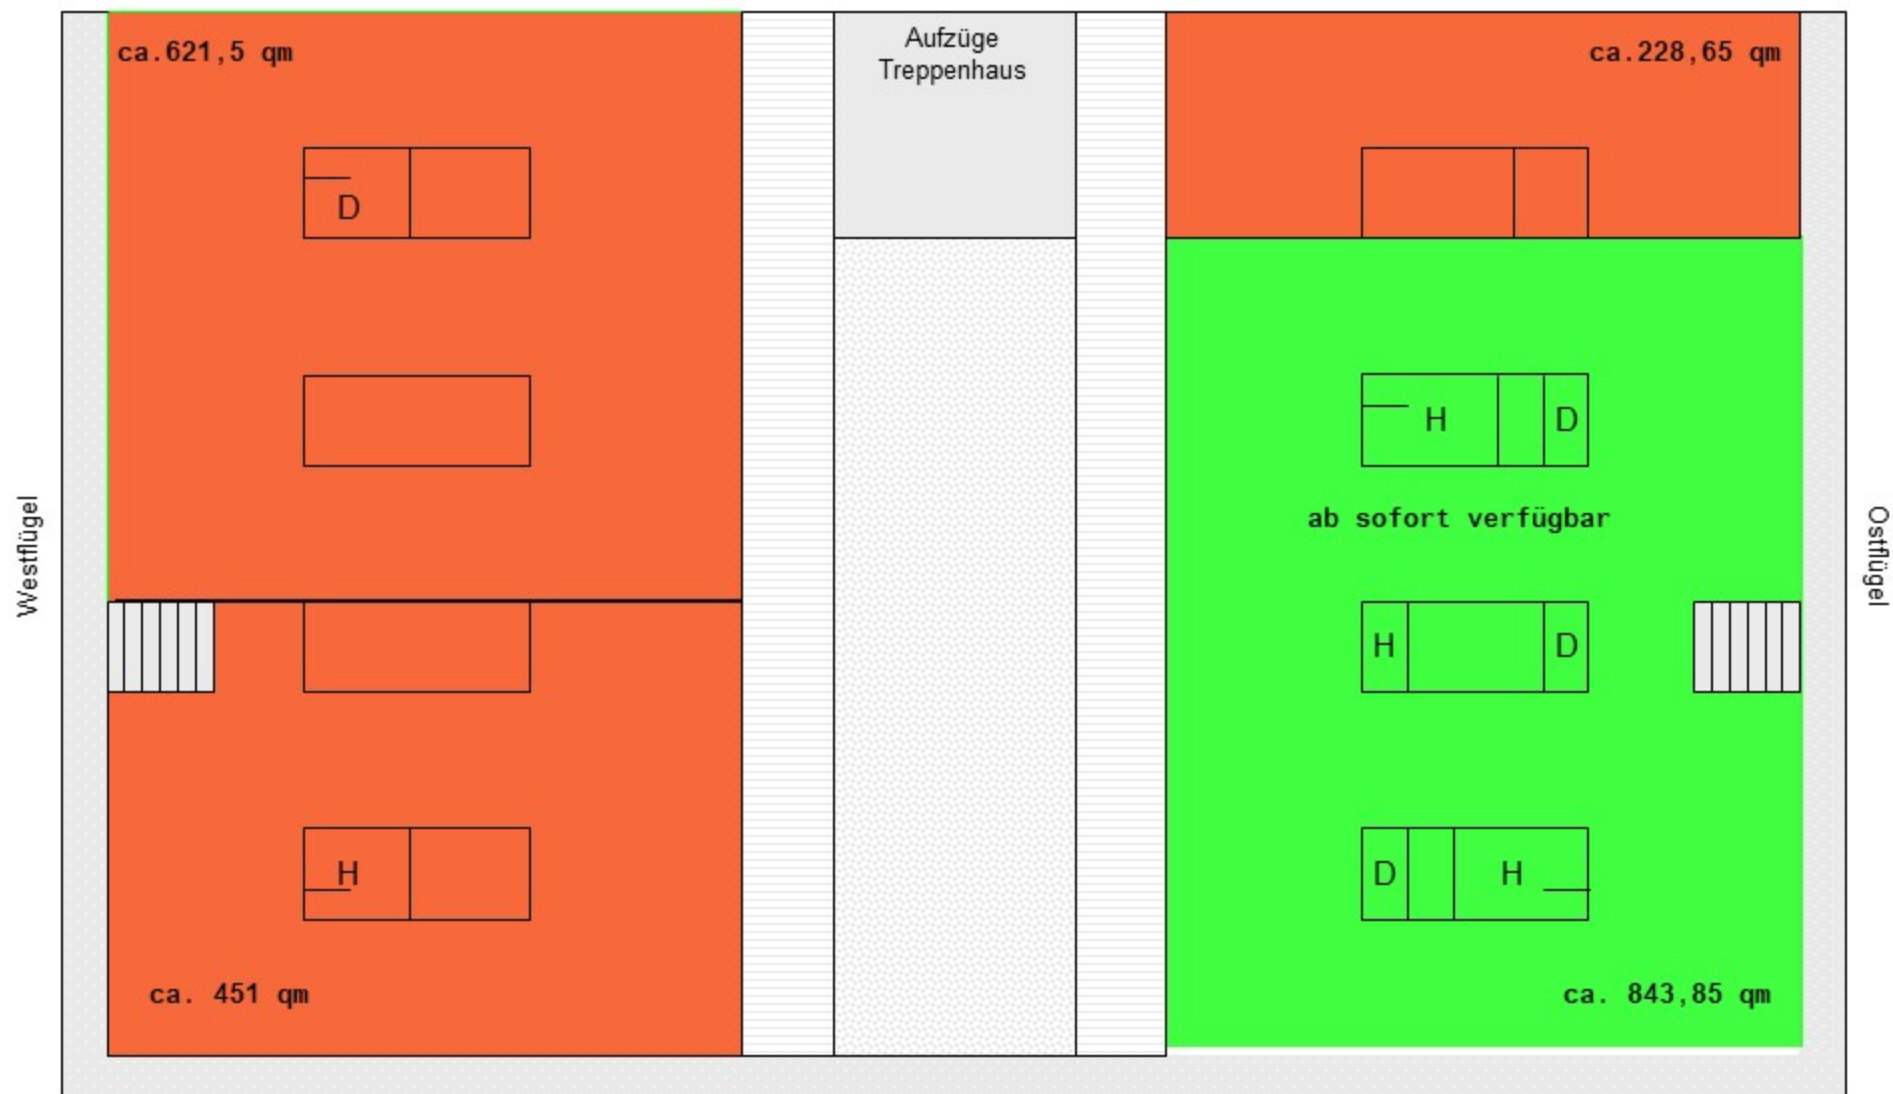 ca.621,5 qm
Aufzüge
Treppenhaus
ca.228,65 qm
D
H
D
Westflügel
ab sofort verfügbar
Ostflügel
H
D
H
D
H
ca. 451 qm
ca. 843,85 qm